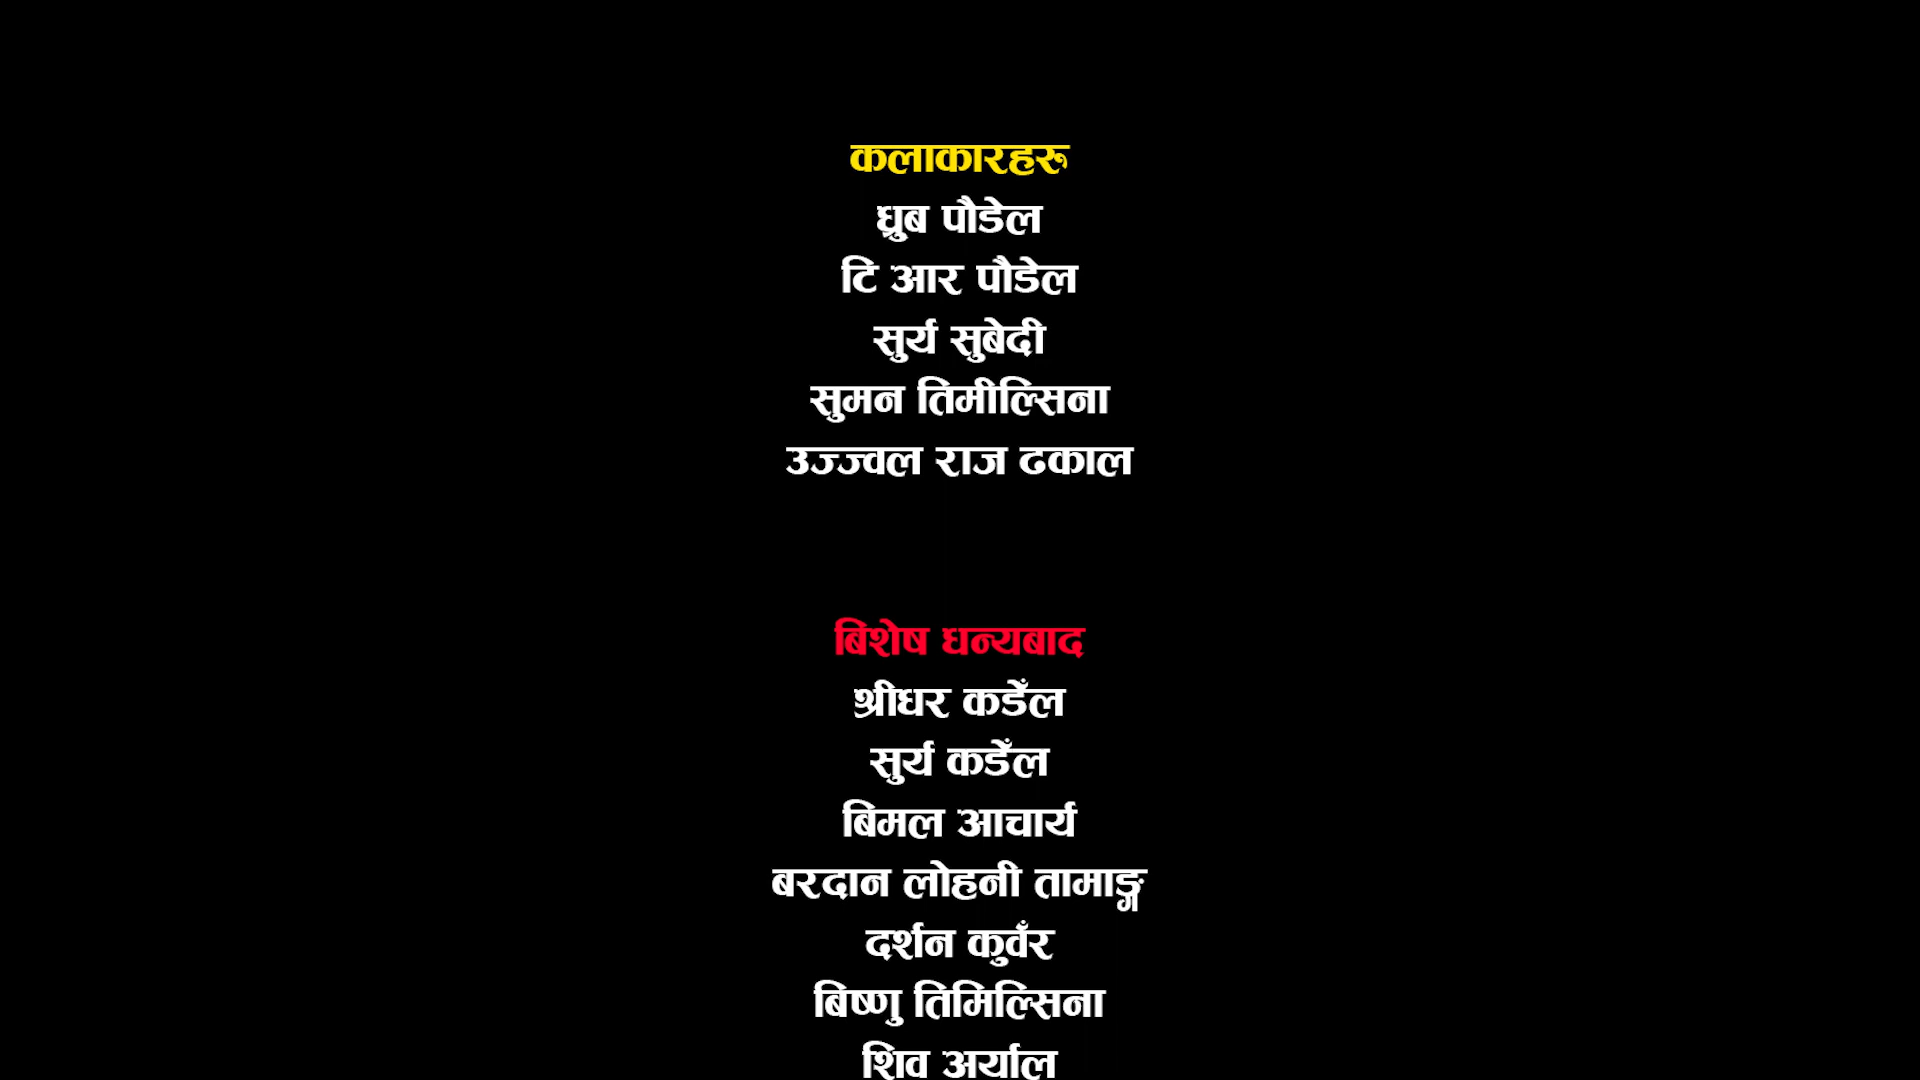 कलाकारहरु
ध्रुब पौडेल
टि आर पौडेल
सुर्य सुबेदी
सुमन तिमील्सिना
उज्ज्वल राज ढकाल
बिशेष धन्यबाद
श्रीधर कडेँल
सुर्य कडेँल
बिमल आचार्य
बरदान लोहनी तामाङ्ग
दर्शन कुवँर
बिष्णु तिमिल्सिना
शिव अर्याल